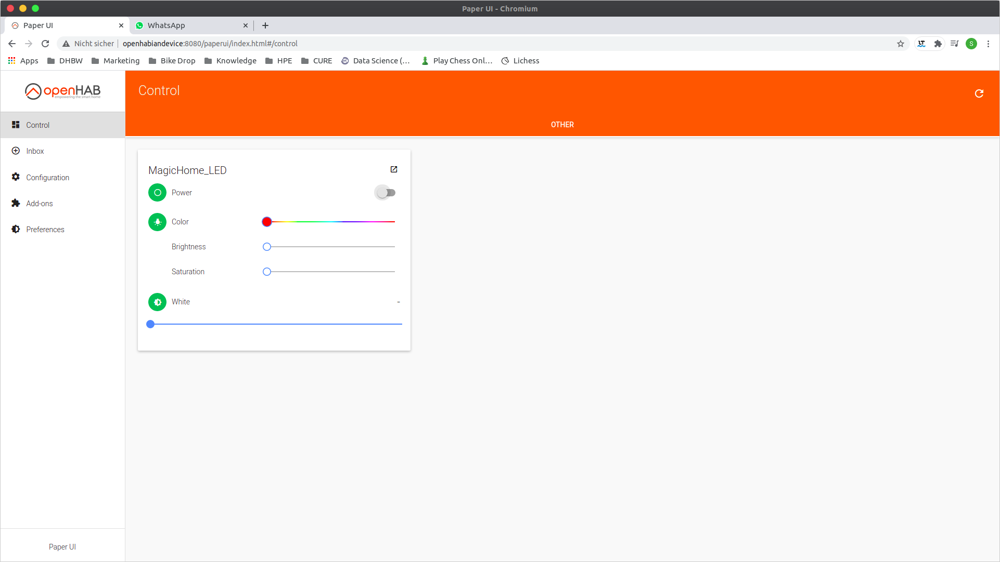 Paper UI - Chromium
Paper UI
WhatsApp
Nicht sicher openhabiandevice:8080/paperui/index.html#/control
LT
S
Apps DHBW Marketing Bike Drop Knowledge HPE CURE Data Science (... Play Chess Onl... Lichess
openHAB
empowering the smart home
Control
OTHER
Control
Inbox
Configuration
Add-ons
Preferences
MagicHome_LED
Power
Color
Brightness
Saturation
White -
Paper UI